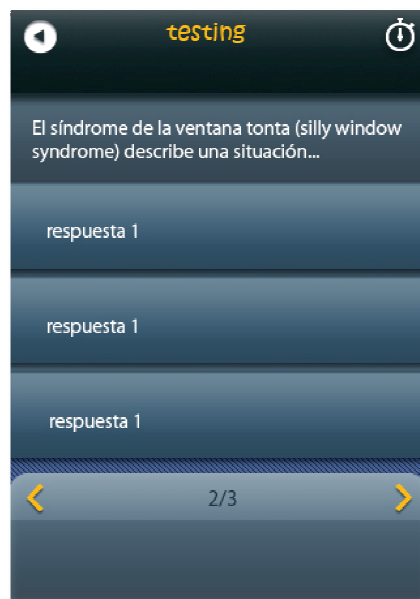 testing
El síndrome de la ventana tonta (silly window
syndrome) describe una situación...
respuesta 1
respuesta 1
respuesta 1
2/3